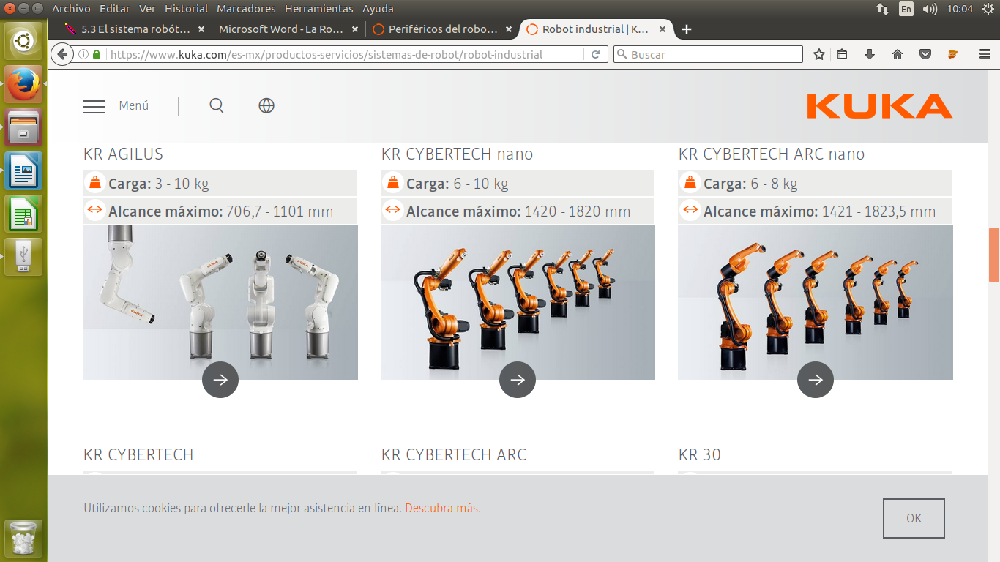 Archivo Editar Ver Historial Marcadores Herramientas Ayuda
En
10:04
5.3 El sistema robót...
Microsoft Word - La Ro...
Periféricos del robo...
Robot industrial | K...
https://www.kuka.com/es-mx/productos-servicios/sistemas-de-robot/robot-industrial
Buscar
Menú
KUKA
KR AGILUS
Carga: 3 - 10 kg
Alcance máximo: 706,7 - 1101 mm
KUKA
KUKA
KUKA
KR CYBERTECH nano
Carga: 6 - 10 kg
Alcance máximo: 1420 - 1820 mm
KR CYBERTECH ARC nano
Carga: 6 - 8 kg
Alcance máximo: 1421 - 1823,5 mm
KR CYBERTECH
KR CYBERTECH ARC
KR 30
Utilizamos cookies para ofrecerle la mejor asistencia en línea. Descubra más.
OK